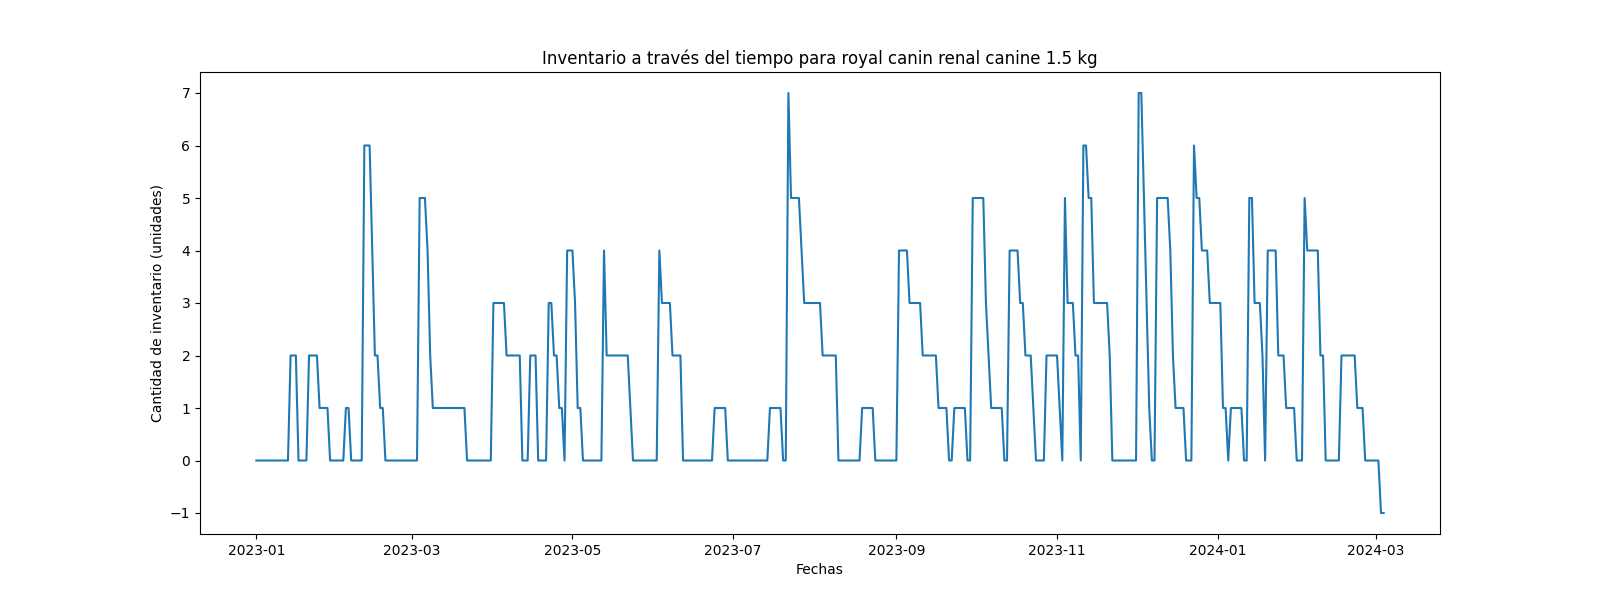 Inventario a través del tiempo para royal canin renal canine 1.5 kg
Cantidad de inventario (unidades)
7
6
5
4
3
2
1
0
−1
2023-01 2023-03 2023-05 2023-07 2023-09 2023-11 2024-01 2024-03
Fechas